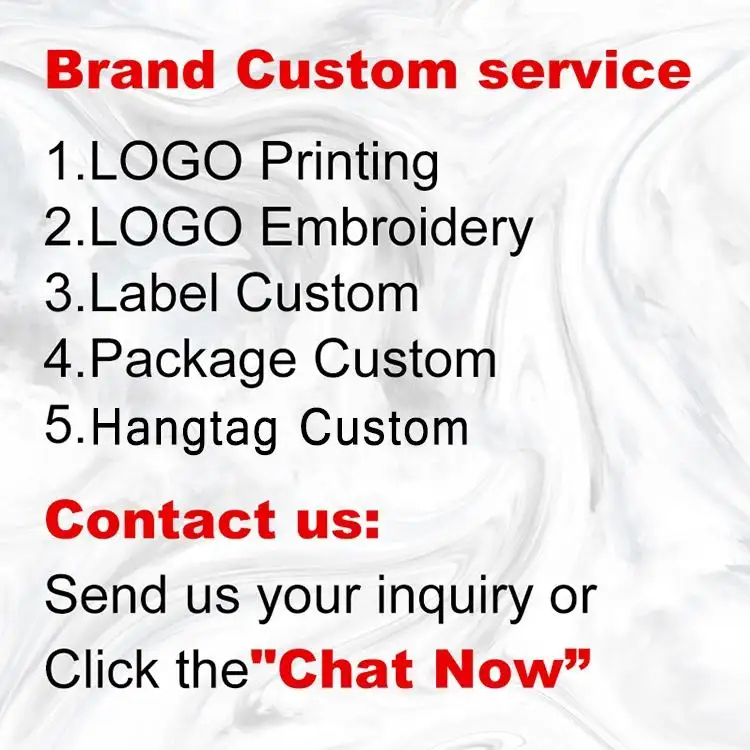 Brand Custom service
1.LOGO Printing
2.LOGO Embroidery
3.Label Custom
4.Package Custom
5.Hangtag Custom
Contact us:
Send us your inquiry or
Click the"Chat Now”